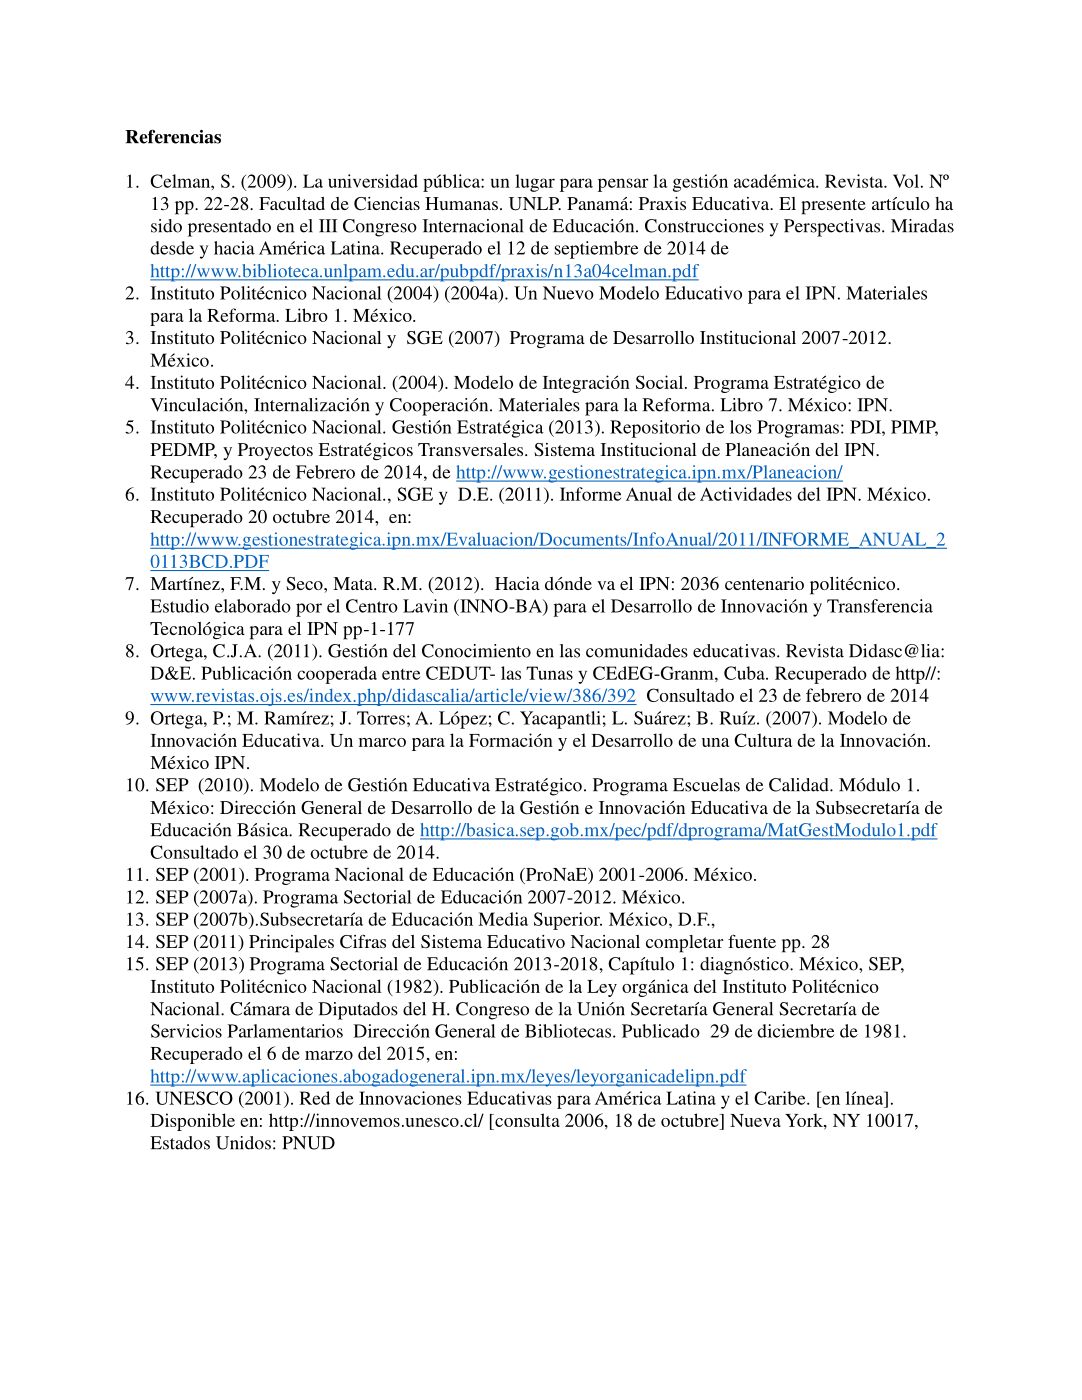 Referencias
1. Celman, S. (2009). La universidad pública: un lugar para pensar la gestión académica. Revista. Vol. Nº
13 pp. 22-28. Facultad de Ciencias Humanas. UNLP. Panamá: Praxis Educativa. El presente artículo ha
sido presentado en el III Congreso Internacional de Educación. Construcciones y Perspectivas. Miradas
desde y hacia América Latina. Recuperado el 12 de septiembre de 2014 de
http://www.biblioteca.unlpam.edu.ar/pubpdf/praxis/n13a04celman.pdf
2. Instituto Politécnico Nacional (2004) (2004a). Un Nuevo Modelo Educativo para el IPN. Materiales
para la Reforma. Libro 1. México.
3. Instituto Politécnico Nacional y  SGE (2007)  Programa de Desarrollo Institucional 2007-2012.
México.
4. Instituto Politécnico Nacional. (2004). Modelo de Integración Social. Programa Estratégico de
Vinculación, Internalización y Cooperación. Materiales para la Reforma. Libro 7. México: IPN.
5. Instituto Politécnico Nacional. Gestión Estratégica (2013). Repositorio de los Programas: PDI, PIMP,
PEDMP, y Proyectos Estratégicos Transversales. Sistema Institucional de Planeación del IPN.
Recuperado 23 de Febrero de 2014, de http://www.gestionestrategica.ipn.mx/Planeacion/
6. Instituto Politécnico Nacional., SGE y  D.E. (2011). Informe Anual de Actividades del IPN. México.
Recuperado 20 octubre 2014,  en:
http://www.gestionestrategica.ipn.mx/Evaluacion/Documents/InfoAnual/2011/INFORME_ANUAL_2
0113BCD.PDF
7. Martínez, F.M. y Seco, Mata. R.M. (2012).  Hacia dónde va el IPN: 2036 centenario politécnico.
Estudio elaborado por el Centro Lavin (INNO-BA) para el Desarrollo de Innovación y Transferencia
Tecnológica para el IPN pp-1-177
8. Ortega, C.J.A. (2011). Gestión del Conocimiento en las comunidades educativas. Revista Didasc@lia:
D&E. Publicación cooperada entre CEDUT- las Tunas y CEdEG-Granm, Cuba. Recuperado de http//:
www.revistas.ojs.es/index.php/didascalia/article/view/386/392  Consultado el 23 de febrero de 2014
9. Ortega, P.; M. Ramírez; J. Torres; A. López; C. Yacapantli; L. Suárez; B. Ruíz. (2007). Modelo de
Innovación Educativa. Un marco para la Formación y el Desarrollo de una Cultura de la Innovación.
México IPN.
10. SEP  (2010). Modelo de Gestión Educativa Estratégico. Programa Escuelas de Calidad. Módulo 1.
México: Dirección General de Desarrollo de la Gestión e Innovación Educativa de la Subsecretaría de
Educación Básica. Recuperado de http://basica.sep.gob.mx/pec/pdf/dprograma/MatGestModulo1.pdf
Consultado el 30 de octubre de 2014.
11. SEP (2001). Programa Nacional de Educación (ProNaE) 2001-2006. México.
12. SEP (2007a). Programa Sectorial de Educación 2007-2012. México.
13. SEP (2007b).Subsecretaría de Educación Media Superior. México, D.F.,
14. SEP (2011) Principales Cifras del Sistema Educativo Nacional completar fuente pp. 28
15. SEP (2013) Programa Sectorial de Educación 2013-2018, Capítulo 1: diagnóstico. México, SEP,
Instituto Politécnico Nacional (1982). Publicación de la Ley orgánica del Instituto Politécnico
Nacional. Cámara de Diputados del H. Congreso de la Unión Secretaría General Secretaría de
Servicios Parlamentarios  Dirección General de Bibliotecas. Publicado  29 de diciembre de 1981.
Recuperado el 6 de marzo del 2015, en:
http://www.aplicaciones.abogadogeneral.ipn.mx/leyes/leyorganicadelipn.pdf
16. UNESCO (2001). Red de Innovaciones Educativas para América Latina y el Caribe. [en línea].
Disponible en: http://innovemos.unesco.cl/ [consulta 2006, 18 de octubre] Nueva York, NY 10017,
Estados Unidos: PNUD